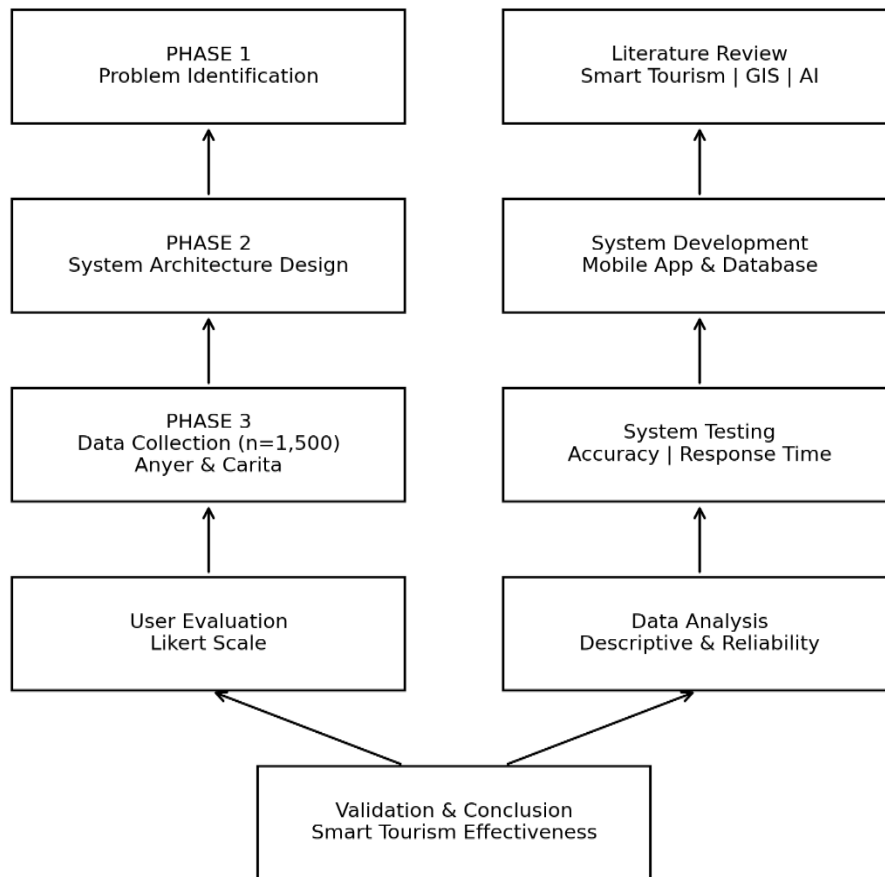 PHASE 1
Problem Identification
Literature Review
Smart Tourism | GIS | AI
PHASE 2
System Architecture Design
System Development
Mobile App & Database
PHASE 3
Data Collection (n=1,500)
Anyer & Carita
System Testing
Accuracy | Response Time
User Evaluation
Likert Scale
Data Analysis
Descriptive & Reliability
Validation & Conclusion
Smart Tourism Effectiveness